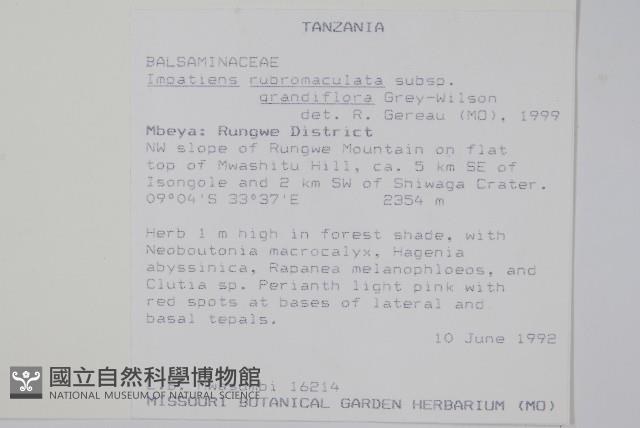 TANZANIA
BALSAMINACEAE
Impatiens rubromaculata subsp.
grandiflora Grey-Wilson
det. R. Gereau (MO), 1999
Mbeya: Rungwe District
NW slope of Rungwe Mountain on flat
top of Mwashitu Hill, ca. 5 km SE of
Isongole and 2 km SW of Shiwaga Crater.
09°04'S 33°37'E 2354 m
Herb 1 m high in forest shade, with
Neoboutonia macrocalyx, Hagenia
abyssinica, Rapanea melanophloeos, and
Clutia sp. Perianth light pink with
red spots at bases of lateral and
basal tepals.
10 June 1992
16214
MISSOURI BOTANICAL GARDEN HERBARIUM (MO)
國立自然科學博物館
NATIONAL MUSEUM OF NATURAL SCIENCE